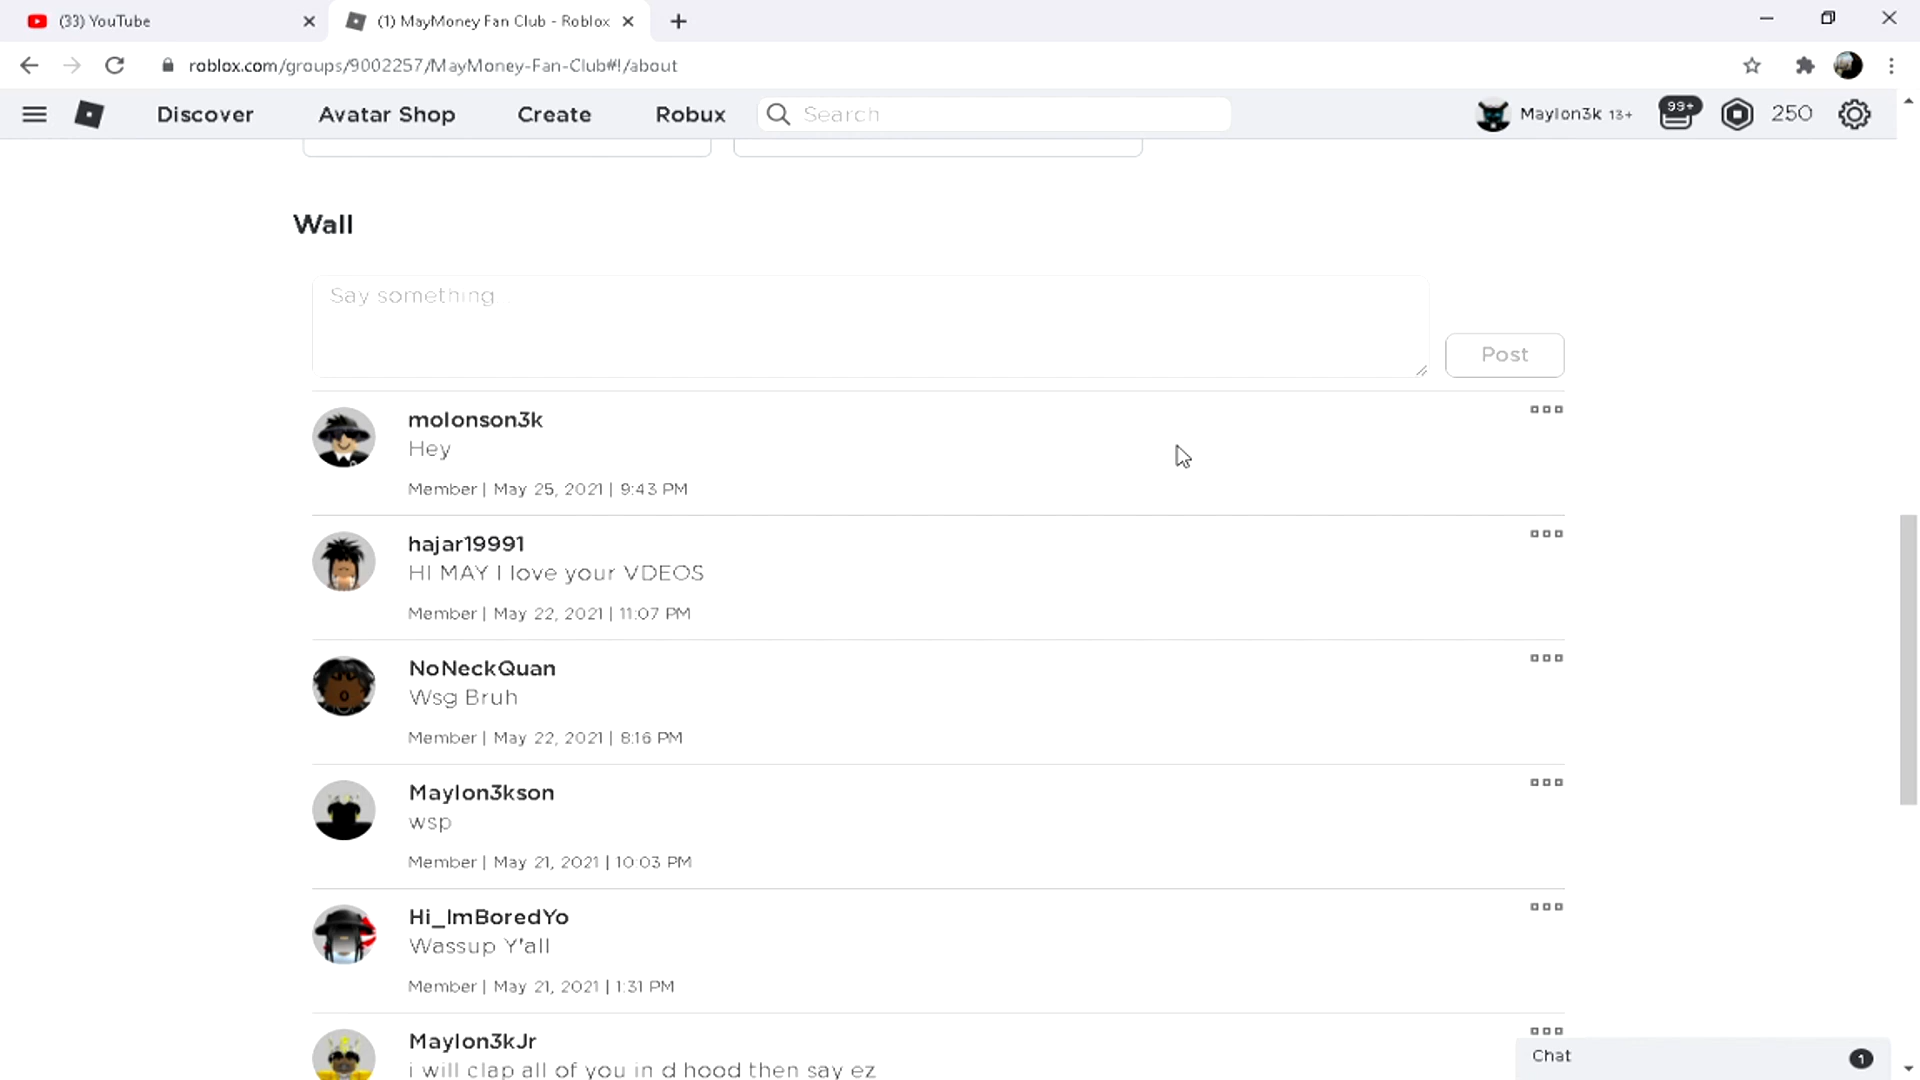 (33) YouTube
(1) MayMoney Fan Club - Roblox
roblox.com/groups/9002257/MayMoney-Fan-Club#!/about
Discover
Avatar Shop
Create
Robux
Search
Maylon3k 13+
99+
250
Wall
Say something
Post
molonson3k
Hey
Member | May 25, 2021 | 9:43 PM
hajar19991
HI MAY I love your VDEOS
Member | May 22, 2021 | 11:07 PM
NoNeckQuan
Wsg Bruh
Member | May 22, 2021 | 8:16 PM
Maylon3kson
wsp
Member | May 21, 2021 | 10:03 PM
Hi_ImBoredYo
Wassup Y'all
Member | May 21, 2021 | 1:31 PM
Maylon3kJr
i will clap all of you in d hood then say ez
Chat
1